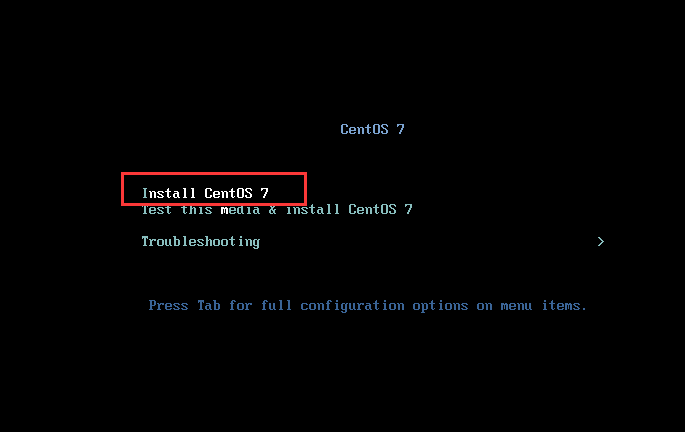 CentOS 7
Install CentOS 7
Test this media & install CentOS 7
Troubleshooting >
Press Tab for full configuration options on menu items.